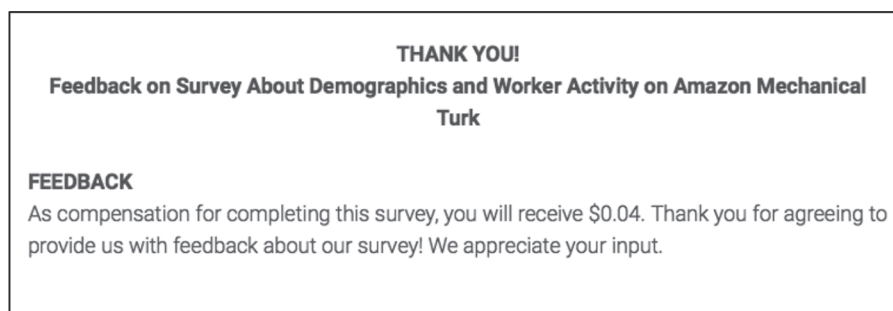 THANK YOU!
Feedback on Survey About Demographics and Worker Activity on Amazon Mechanical
Turk
FEEDBACK
As compensation for completing this survey, you will receive $0.04. Thank you for agreeing to
provide us with feedback about our survey! We appreciate your input.